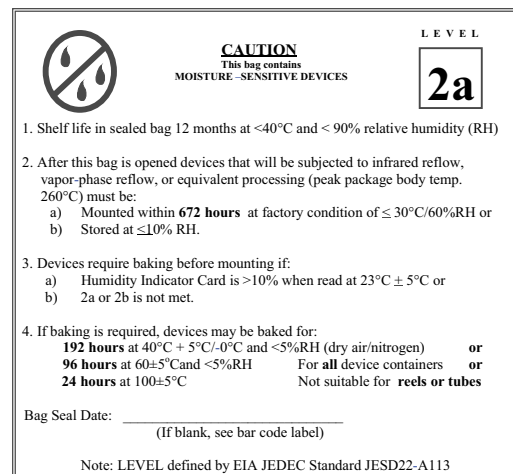 LEVEL
CAUTION
This bag contains
MOISTURE –SENSITIVE DEVICES
2a
1. Shelf life in sealed bag 12 months at <40°C and < 90% relative humidity (RH)
2. After this bag is opened devices that will be subjected to infrared reflow,
vapor-phase reflow, or equivalent processing (peak package body temp.
260°C) must be:
a) Mounted within 672 hours at factory condition of ≤ 30°C/60%RH or
b) Stored at ≤10% RH.
3. Devices require baking before mounting if:
a) Humidity Indicator Card is >10% when read at 23°C ± 5°C or
b) 2a or 2b is not met.
4. If baking is required, devices may be baked for:
192 hours at 40°C + 5°C/-0°C and <5%RH (dry air/nitrogen) or
96 hours at 60±5°Cand <5%RH For all device containers or
24 hours at 100±5°C Not suitable for reels or tubes
Bag Seal Date: ______________________________
(If blank, see bar code label)
Note: LEVEL defined by EIA JEDEC Standard JESD22-A113